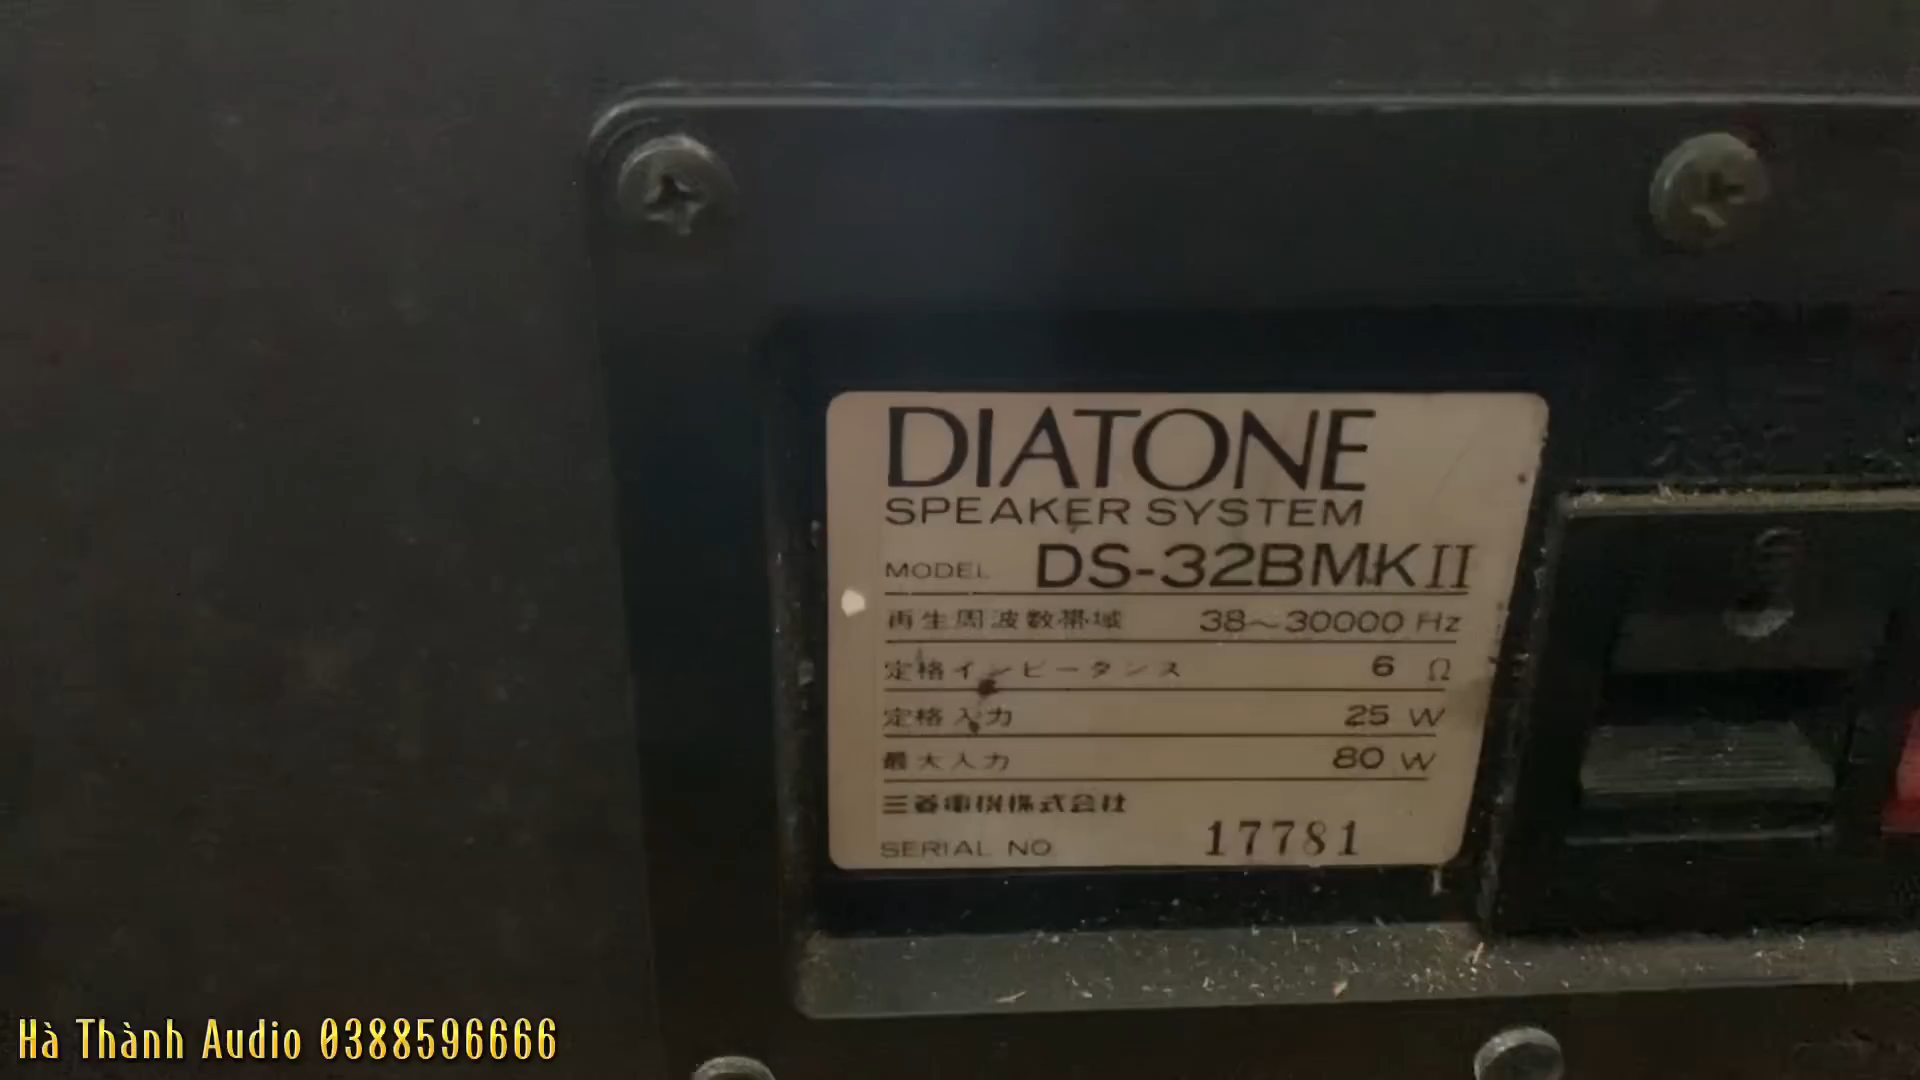 DIATONE
SPEAKER SYSTEM
MODEL DS-32BMKII
再生周波数帯域 38~30000 Hz
定格インピータンス 6 Ω
定格入力 25 W
最大入力 80 W
三菱電機株式会社
SERIAL NO 17781
Hà Thành Audio 0388596666